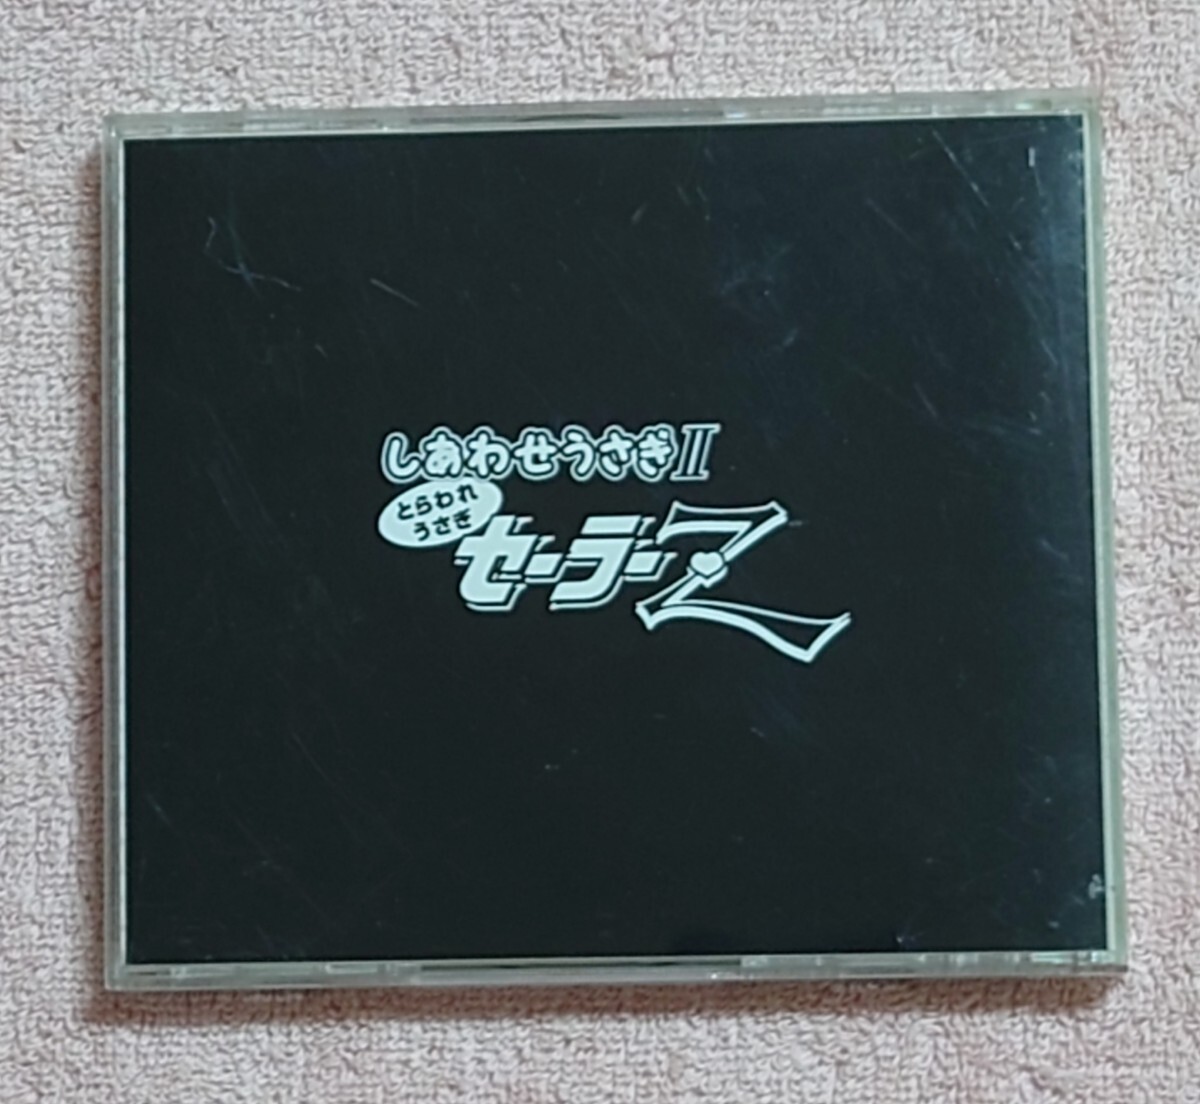 しあわせうさぎⅡ
とらわれ
うさぎ
セーラーZ